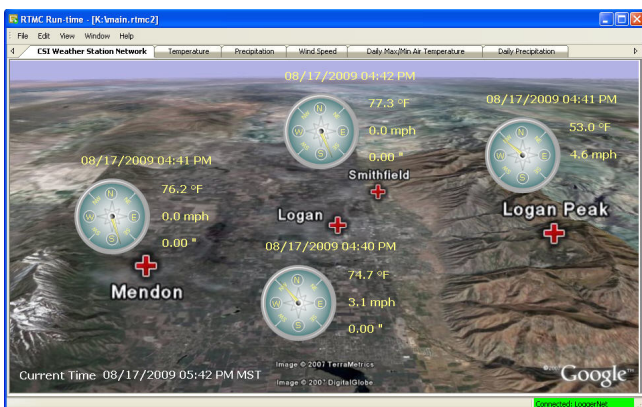 RTMC Run-time - [K:\main.rtmc2]
File Edit View Window Help
CSI Weather Station Network Temperature Precipitation Wind Speed Daily Max/Min Air Temperature Daily Precipitation
08/17/2009 04:42 PM
N
W E
S
77.3 °F
0.0 mph
0.00 "
08/17/2009 04:41 PM
N
W E
S
53.0 °F
4.6 mph
08/17/2009 04:41 PM
N
W E
S
76.2 °F
0.0 mph
0.00 "
Smithfield
Logan
Logan Peak
08/17/2009 04:40 PM
N
W E
S
74.7 °F
3.1 mph
0.00 "
Mendon
Image © 2007 TerraMetrics
Image © 2007 DigitalGlobe
Google
Current Time 08/17/2009 05:42 PM MST
Connected: LoggerNet